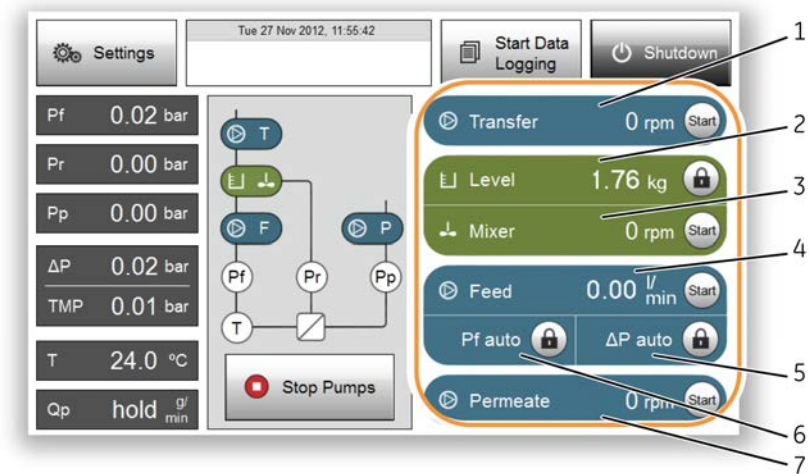 Tue 27 Nov 2012, 11:55:42
Settings
Start Data
Logging
Shutdown
Pf 0.02 bar
Pr 0.00 bar
Pp 0.00 bar
ΔP 0.02 bar
TMP 0.01 bar
T 24.0 ºC
Qp hold g/
min
T
F
P
Pf
Pr
Pp
T
Stop Pumps
Transfer 0 rpm Start
Level 1.76 kg
Mixer 0 rpm Start
Feed 0.00 l/
min Start
Pf auto
ΔP auto
Permeate 0 rpm Start
1
2
3
4
5
6
7